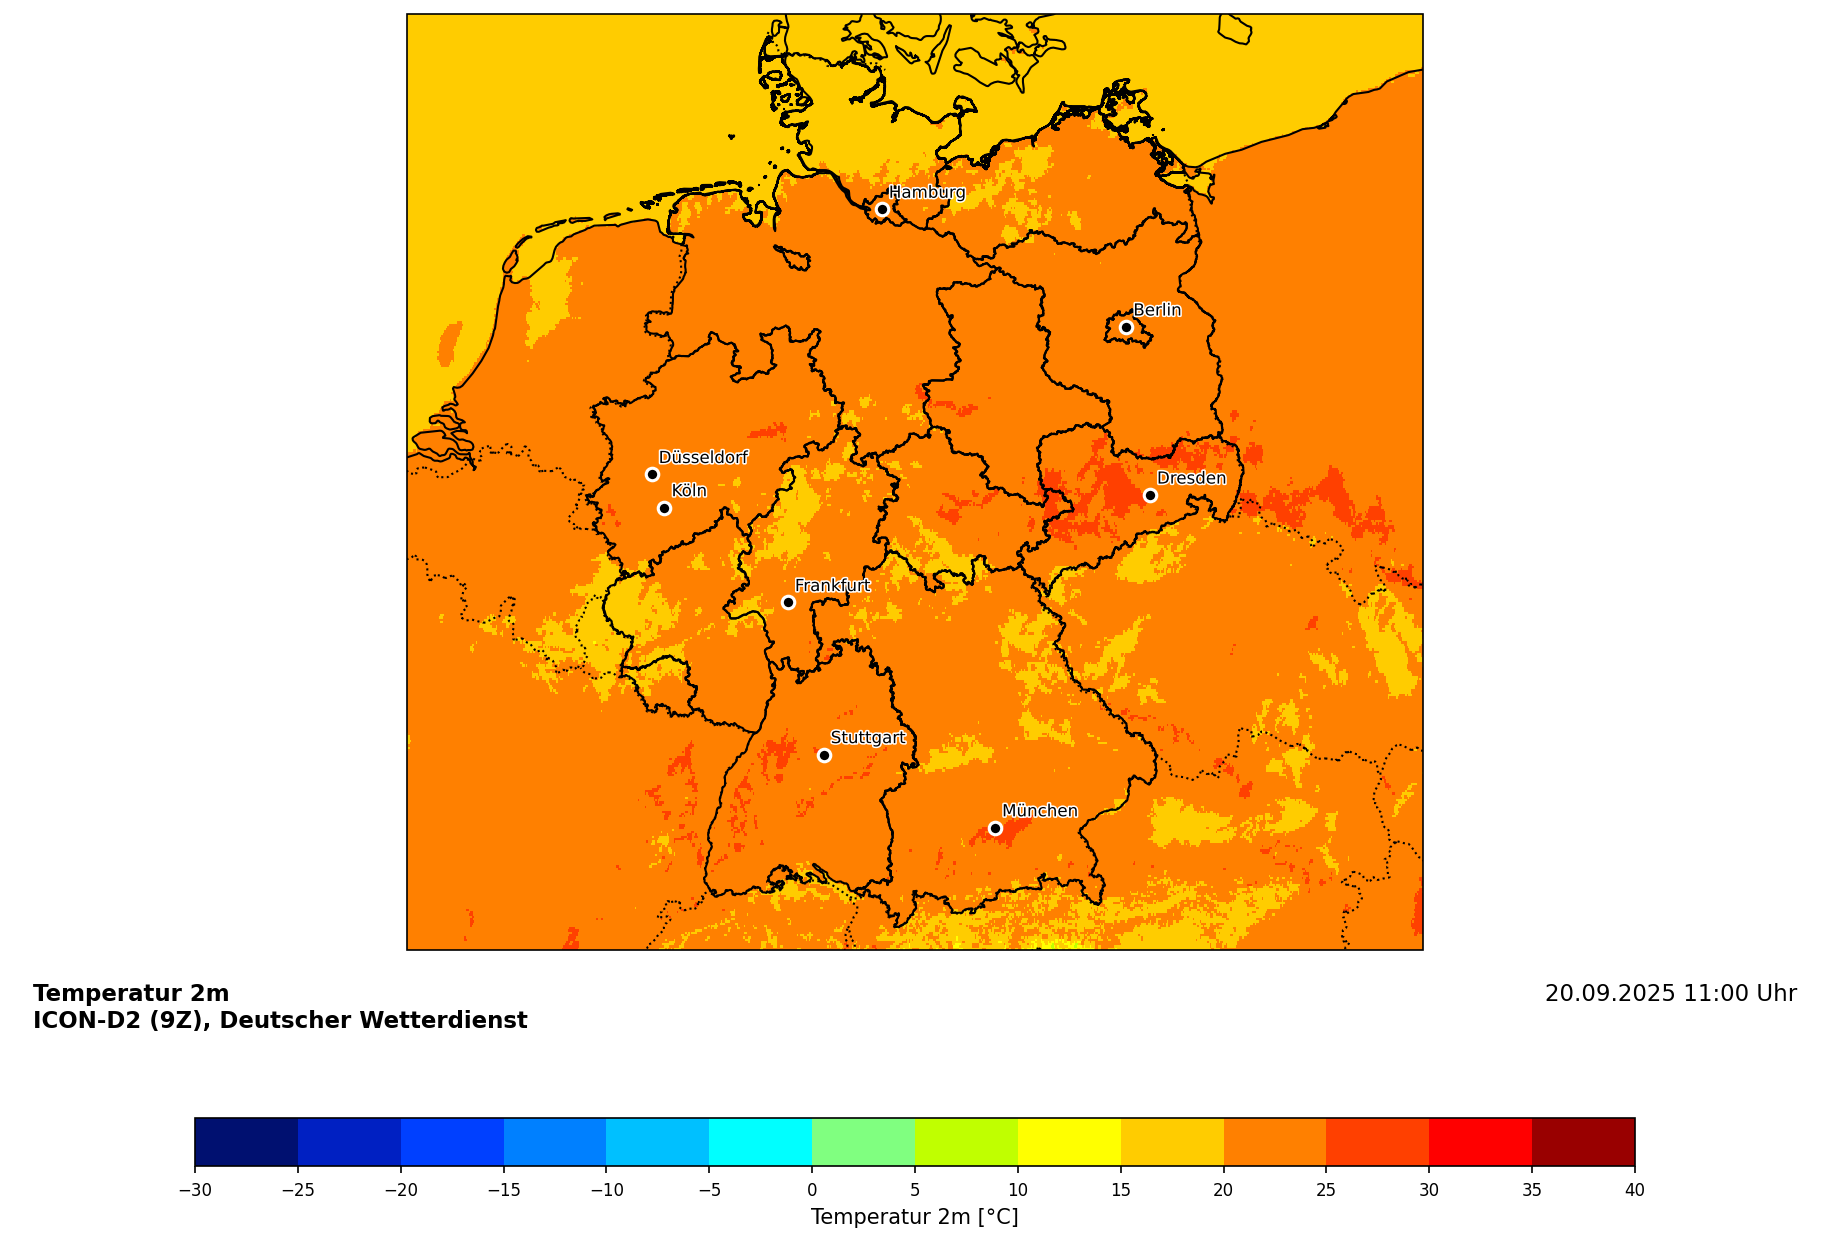 Hamburg
Berlin
Düsseldorf
Dresden
Köln
Frankfurt
Stuttgart
München
Temperatur 2m
20.09.2025 11:00 Uhr
ICON-D2 (9Z), Deutscher Wetterdienst
−30 −25 −20 −15 −10 −5 0 5 10 15 20 25 30 35 40
Temperatur 2m [°C]